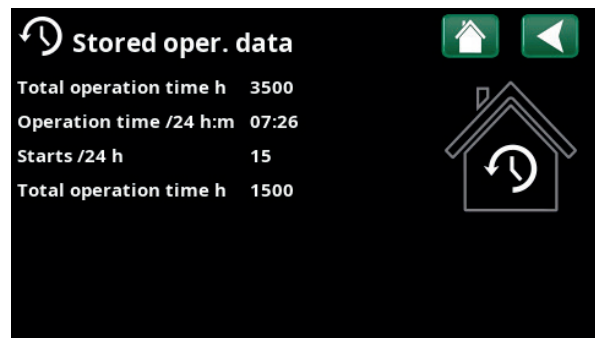 Stored oper. data
Total operation time h 3500
Operation time /24 h:m 07:26
Starts /24 h 15
Total operation time h 1500